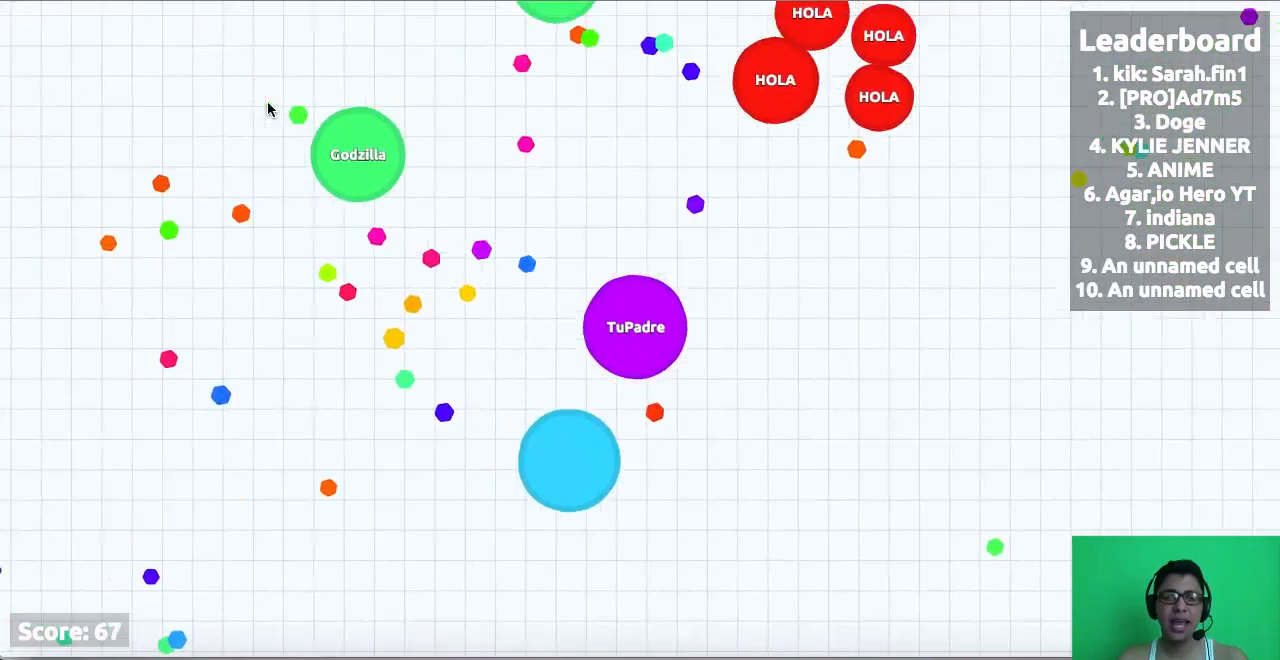 HOLA
HOLA
HOLA
HOLA
Godzilla
TuPadre
Leaderboard
1. kik: Sarah.fin1
2. [PRO]Ad7m5
3. Doge
4. KYLIE JENNER
5. ANIME
6. Agar,io Hero YT
7. indiana
8. PICKLE
9. An unnamed cell
10. An unnamed cell
Score: 67